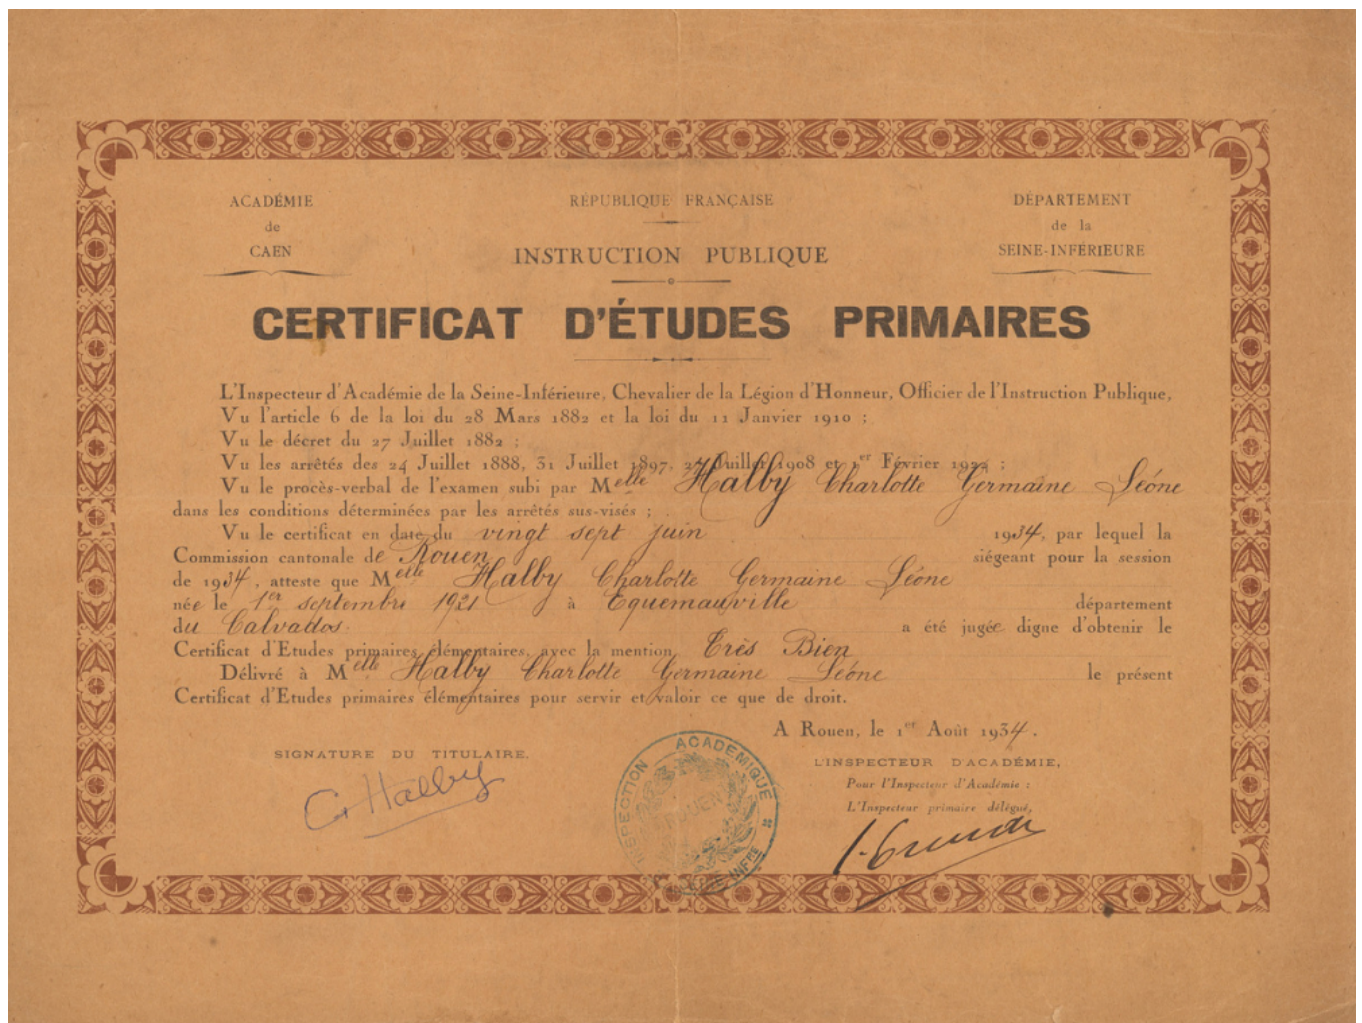 ACADÉMIE
de
CAEN
RÉPUBLIQUE FRANÇAISE
INSTRUCTION PUBLIQUE
DÉPARTEMENT
de la
SEINE-INFÉRIEURE
CERTIFICAT D'ÉTUDES PRIMAIRES
L'Inspecteur d'Académie de la Seine-Inférieure, Chevalier de la Légion d'Honneur, Officier de l'Instruction Publique,
Vu l'article 6 de la loi du 28 Mars 1882 et la loi du 11 Janvier 1910 ;
Vu le décret du 27 Juillet 1882 ;
Vu les arrêtés des 24 Juillet 1888, 31 Juillet 1897, 27 Juillet 1908 et 1er Février 1923 ;
Vu le procès-verbal de l'examen subi par Melle Halby Charlotte Germaine Léone
dans les conditions déterminées par les arrêtés sus-visés ;
Vu le certificat en date du vingt sept juin 1934, par lequel la
Commission cantonale de Rouen siégeant pour la session
de 1934, atteste que Melle Halby Charlotte Germaine Léone
née le 1er septembre 1921 à Equemauville département
du Calvados. a été jugée digne d'obtenir le
Certificat d'Etudes primaires élémentaires, avec la mention Très Bien
Délivré à Melle Halby Charlotte Germaine Léone le présent
Certificat d'Etudes primaires élémentaires pour servir et valoir ce que de droit.
A Rouen, le 1er Août 1934.
SIGNATURE DU TITULAIRE.
C. Halby
INSPECTION ACADEMIQUE
ROUEN
INFRE
L'INSPECTEUR D'ACADÉMIE,
Pour l'Inspecteur d'Académie :
L'Inspecteur primaire délégué,